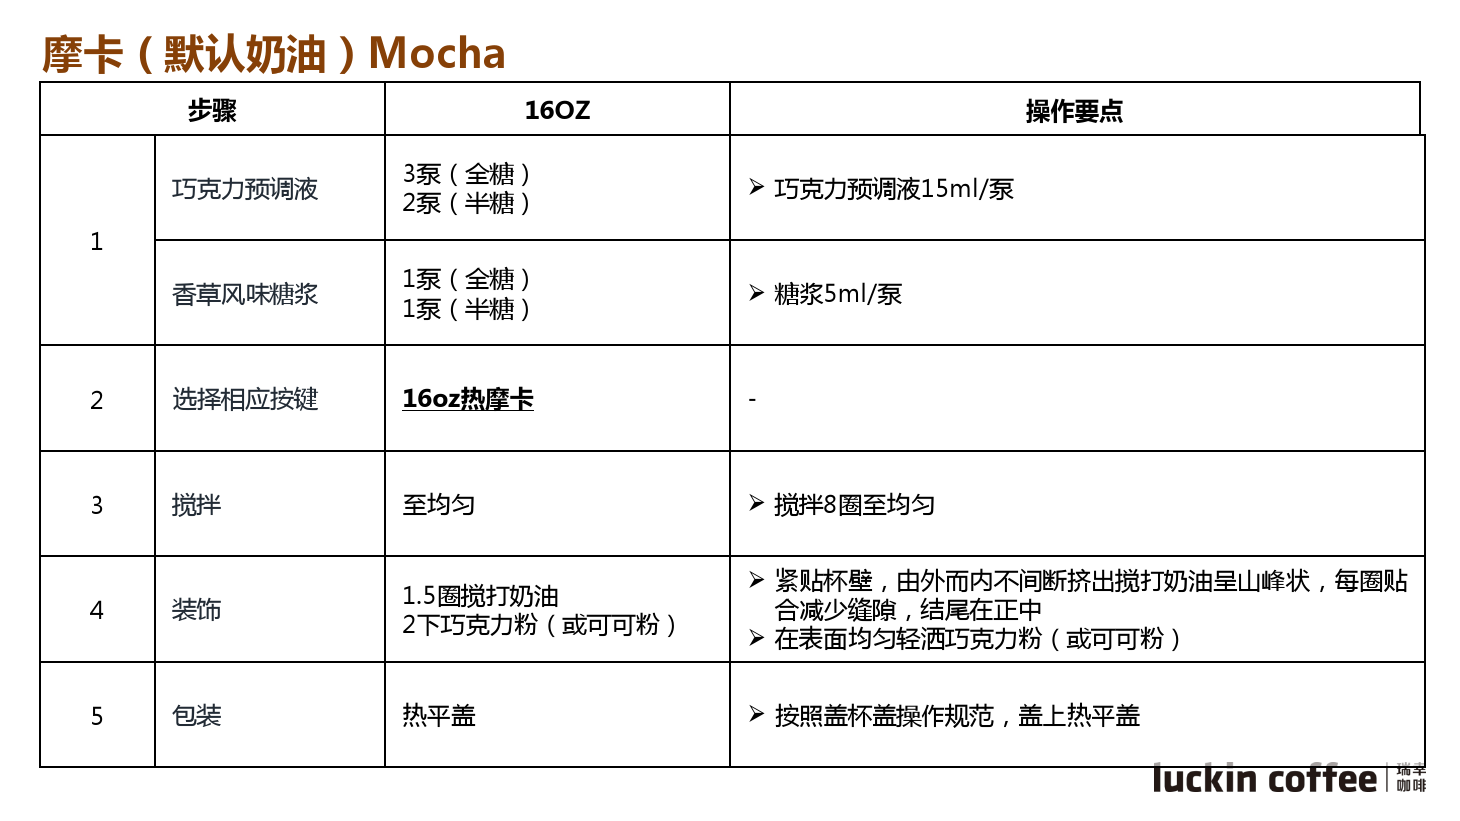 摩卡（默认奶油）Mocha
步骤
16OZ
操作要点
1
巧克力预调液
3泵（全糖）
2泵（半糖）
➢ 巧克力预调液15ml/泵
香草风味糖浆
1泵（全糖）
1泵（半糖）
➢ 糖浆5ml/泵
2
选择相应按键
16oz热摩卡
-
3
搅拌
至均匀
➢ 搅拌8圈至均匀
4
装饰
1.5圈搅打奶油
2下巧克力粉（或可可粉）
➢ 紧贴杯壁，由外而内不间断挤出搅打奶油呈山峰状，每圈贴
合减少缝隙，结尾在正中
➢ 在表面均匀轻洒巧克力粉（或可可粉）
5
包装
热平盖
➢ 按照盖杯盖操作规范，盖上热平盖
luckin coffee
瑞幸
咖啡